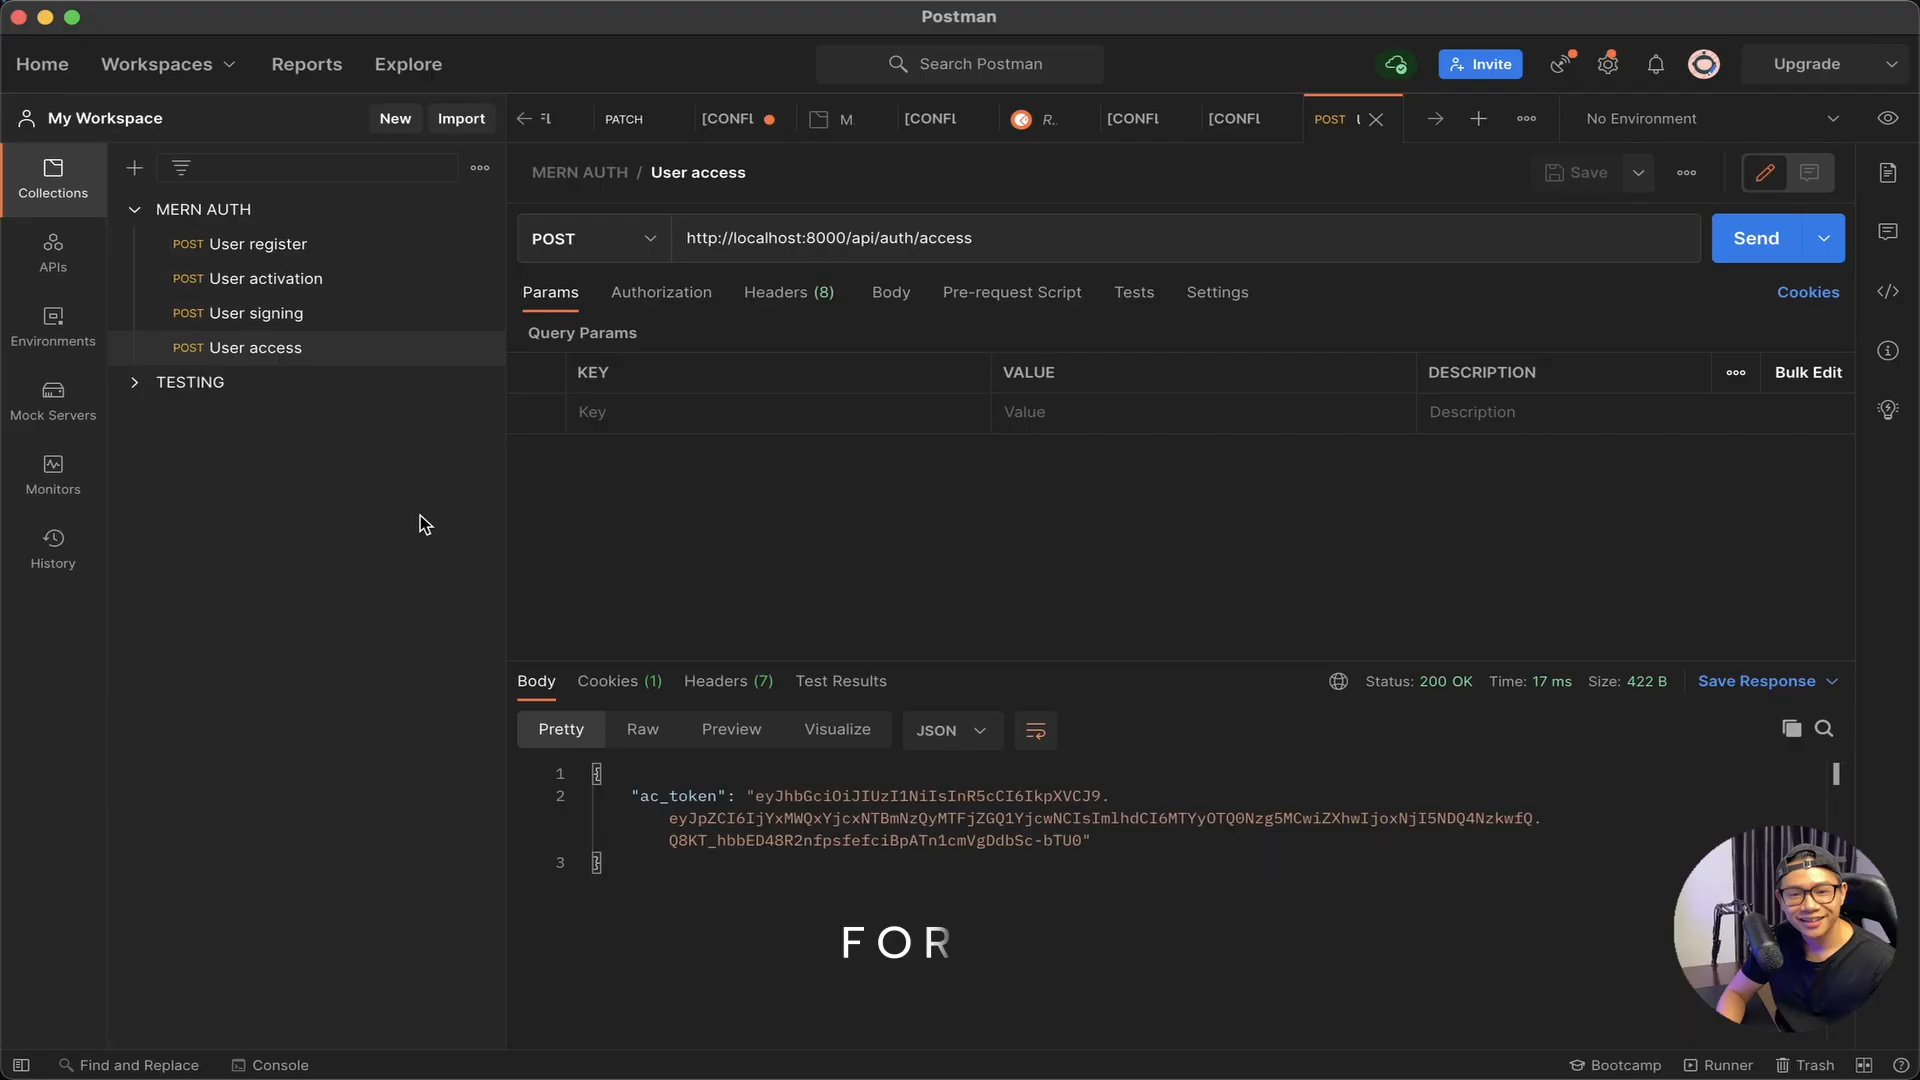 Postman
Home
Workspaces
Reports
Explore
Search Postman
Invite
Upgrade
My Workspace
New
Import
PATCH
[CONFL
M
[CONFL
R.
[CONFL
[CONFL
POST
No Environment
Collections
APIs
Environments
Mock Servers
Monitors
History
MERN AUTH
POST User register
POST User activation
POST User signing
POST User access
TESTING
MERN AUTH / User access
Save
POST
http://localhost:8000/api/auth/access
Send
Params
Authorization
Headers (8)
Body
Pre-request Script
Tests
Settings
Cookies
Query Params
KEY
VALUE
DESCRIPTION
Bulk Edit
Key
Value
Description
Body
Cookies (1)
Headers (7)
Test Results
Status: 200 OK
Time: 17 ms
Size: 422 B
Save Response
Pretty
Raw
Preview
Visualize
JSON
1 {
2 "ac_token": "eyJhbGciOiJIUzI1NiIsInR5cCI6IkpXVCJ9.
eyJpZCI6IjYxMWQxYjcxNTBmNzQyMTFjZGQ1YjcwNCIsImlhdCI6MTYyOTQ0Nzg5MCwiZXhwIjoxNjI5NDQ4NzkwfQ.
Q8KT_hbbED48R2nfpsfefciBpATn1cmVgDdbSc-bTU0"
3 }
FOR
Find and Replace
Console
Bootcamp
Runner
Trash